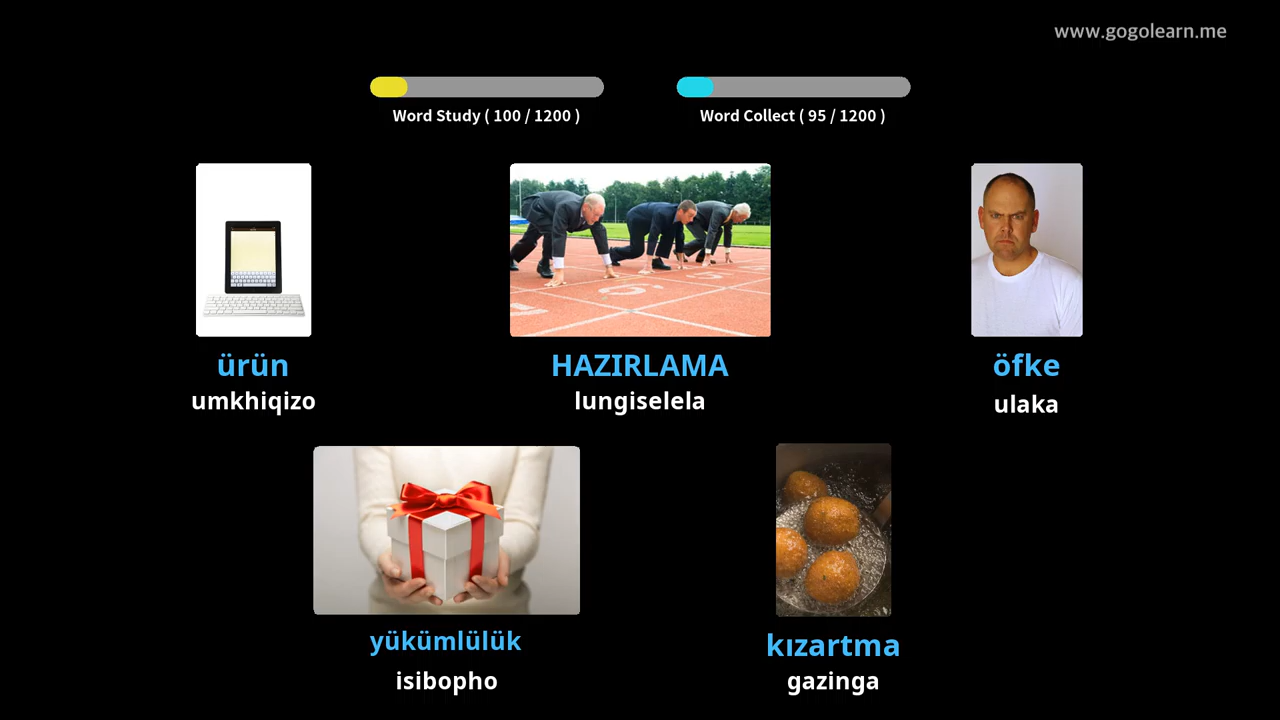 www.gogolearn.me
Word Study ( 100 / 1200 )
Word Collect ( 95 / 1200 )
ürün
umkhiqizo
HAZIRLAMA
lungiselela
öfke
ulaka
yükümlülük
isibopho
kızartma
gazinga